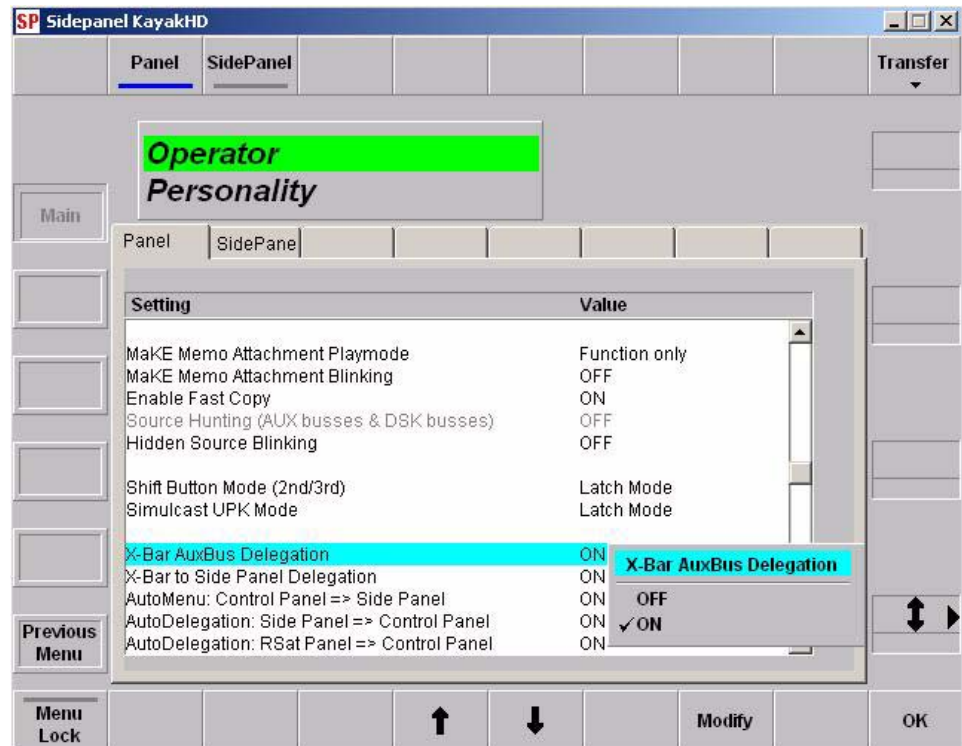 SP Sidepanel KayakHD
Panel SidePanel Transfer
Operator
Personality
Main
Panel SidePane
Setting Value
MaKE Memo Attachment Playmode Function only
MaKE Memo Attachment Blinking OFF
Enable Fast Copy ON
Source Hunting (AUX busses & DSK busses) OFF
Hidden Source Blinking OFF
Shift Button Mode (2nd/3rd) Latch Mode
Simulcast UPK Mode Latch Mode
X-Bar AuxBus Delegation ON
X-Bar to Side Panel Delegation ON
AutoMenu: Control Panel => Side Panel ON
AutoDelegation: Side Panel => Control Panel ON
AutoDelegation: RSat Panel => Control Panel ON
X-Bar AuxBus Delegation
OFF
✓ON
Previous
Menu
Menu
Lock
Modify
OK